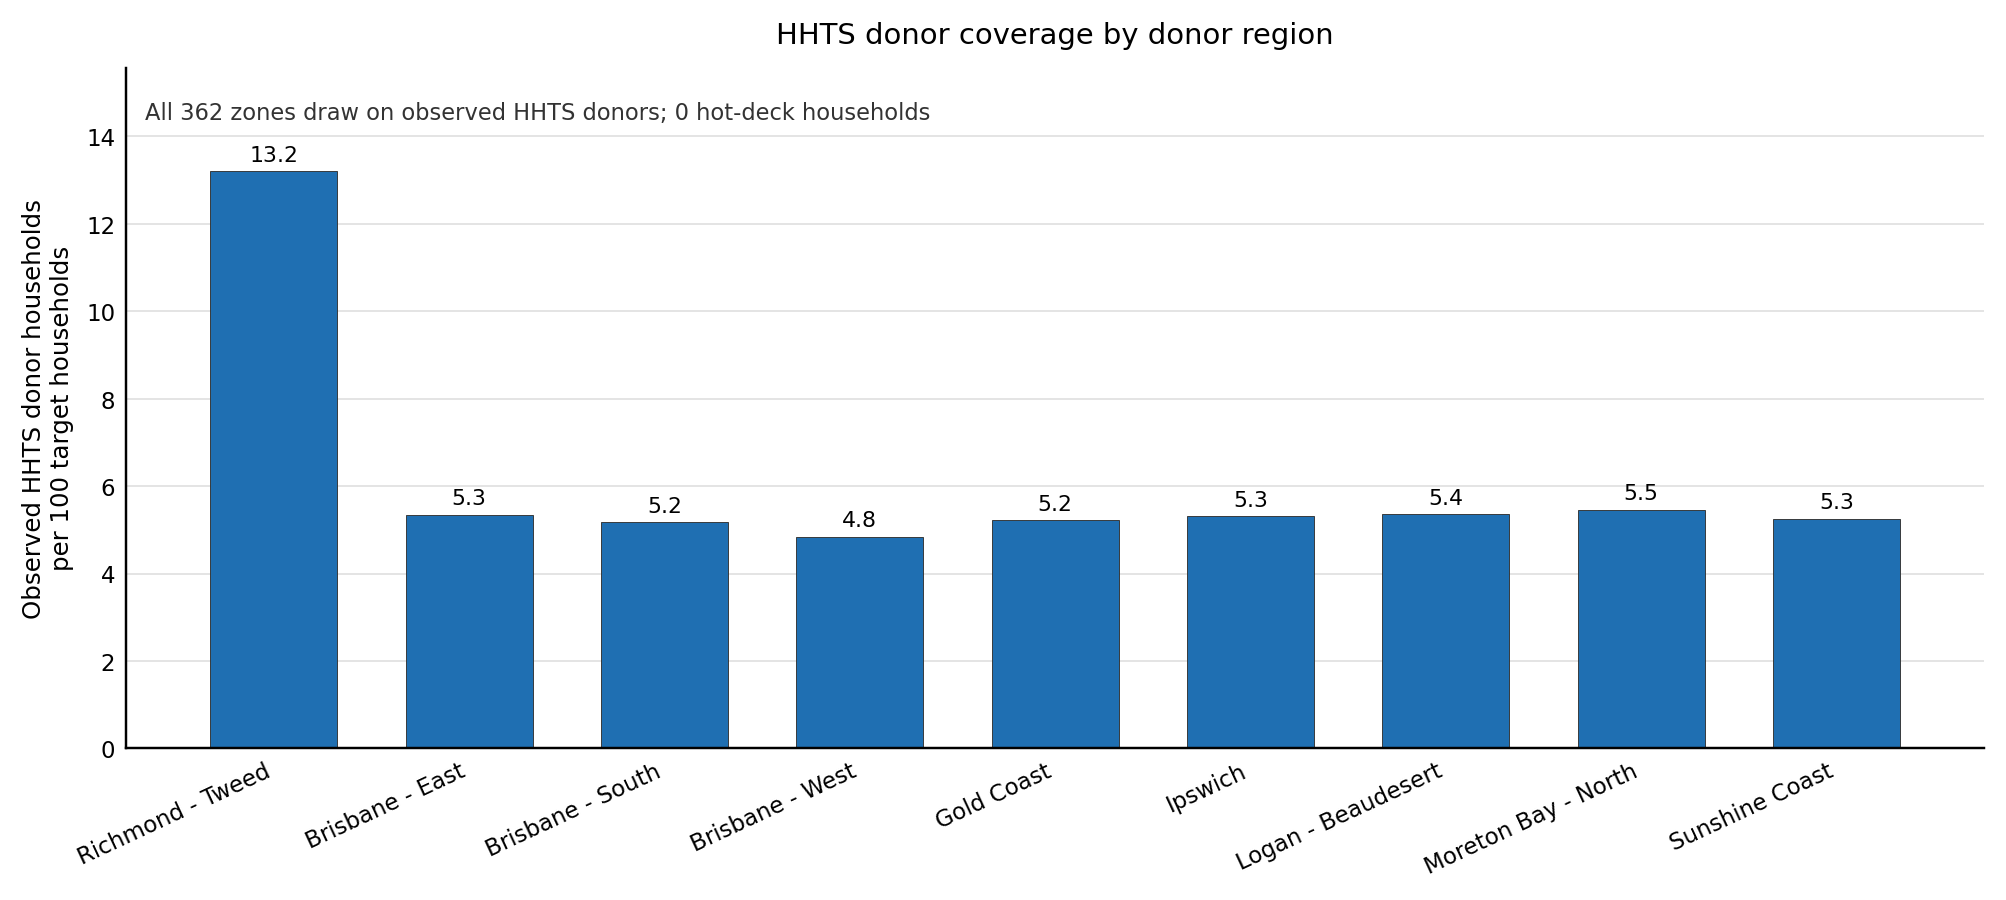 HHTS donor coverage by donor region
All 362 zones draw on observed HHTS donors; 0 hot-deck households
Observed HHTS donor households
per 100 target households
14
12
10
8
6
4
2
0
13.2
5.3
5.2
4.8
5.2
5.3
5.4
5.5
5.3
Richmond - Tweed
Brisbane - East
Brisbane - South
Brisbane - West
Gold Coast
Ipswich
Logan - Beaudesert
Moreton Bay - North
Sunshine Coast